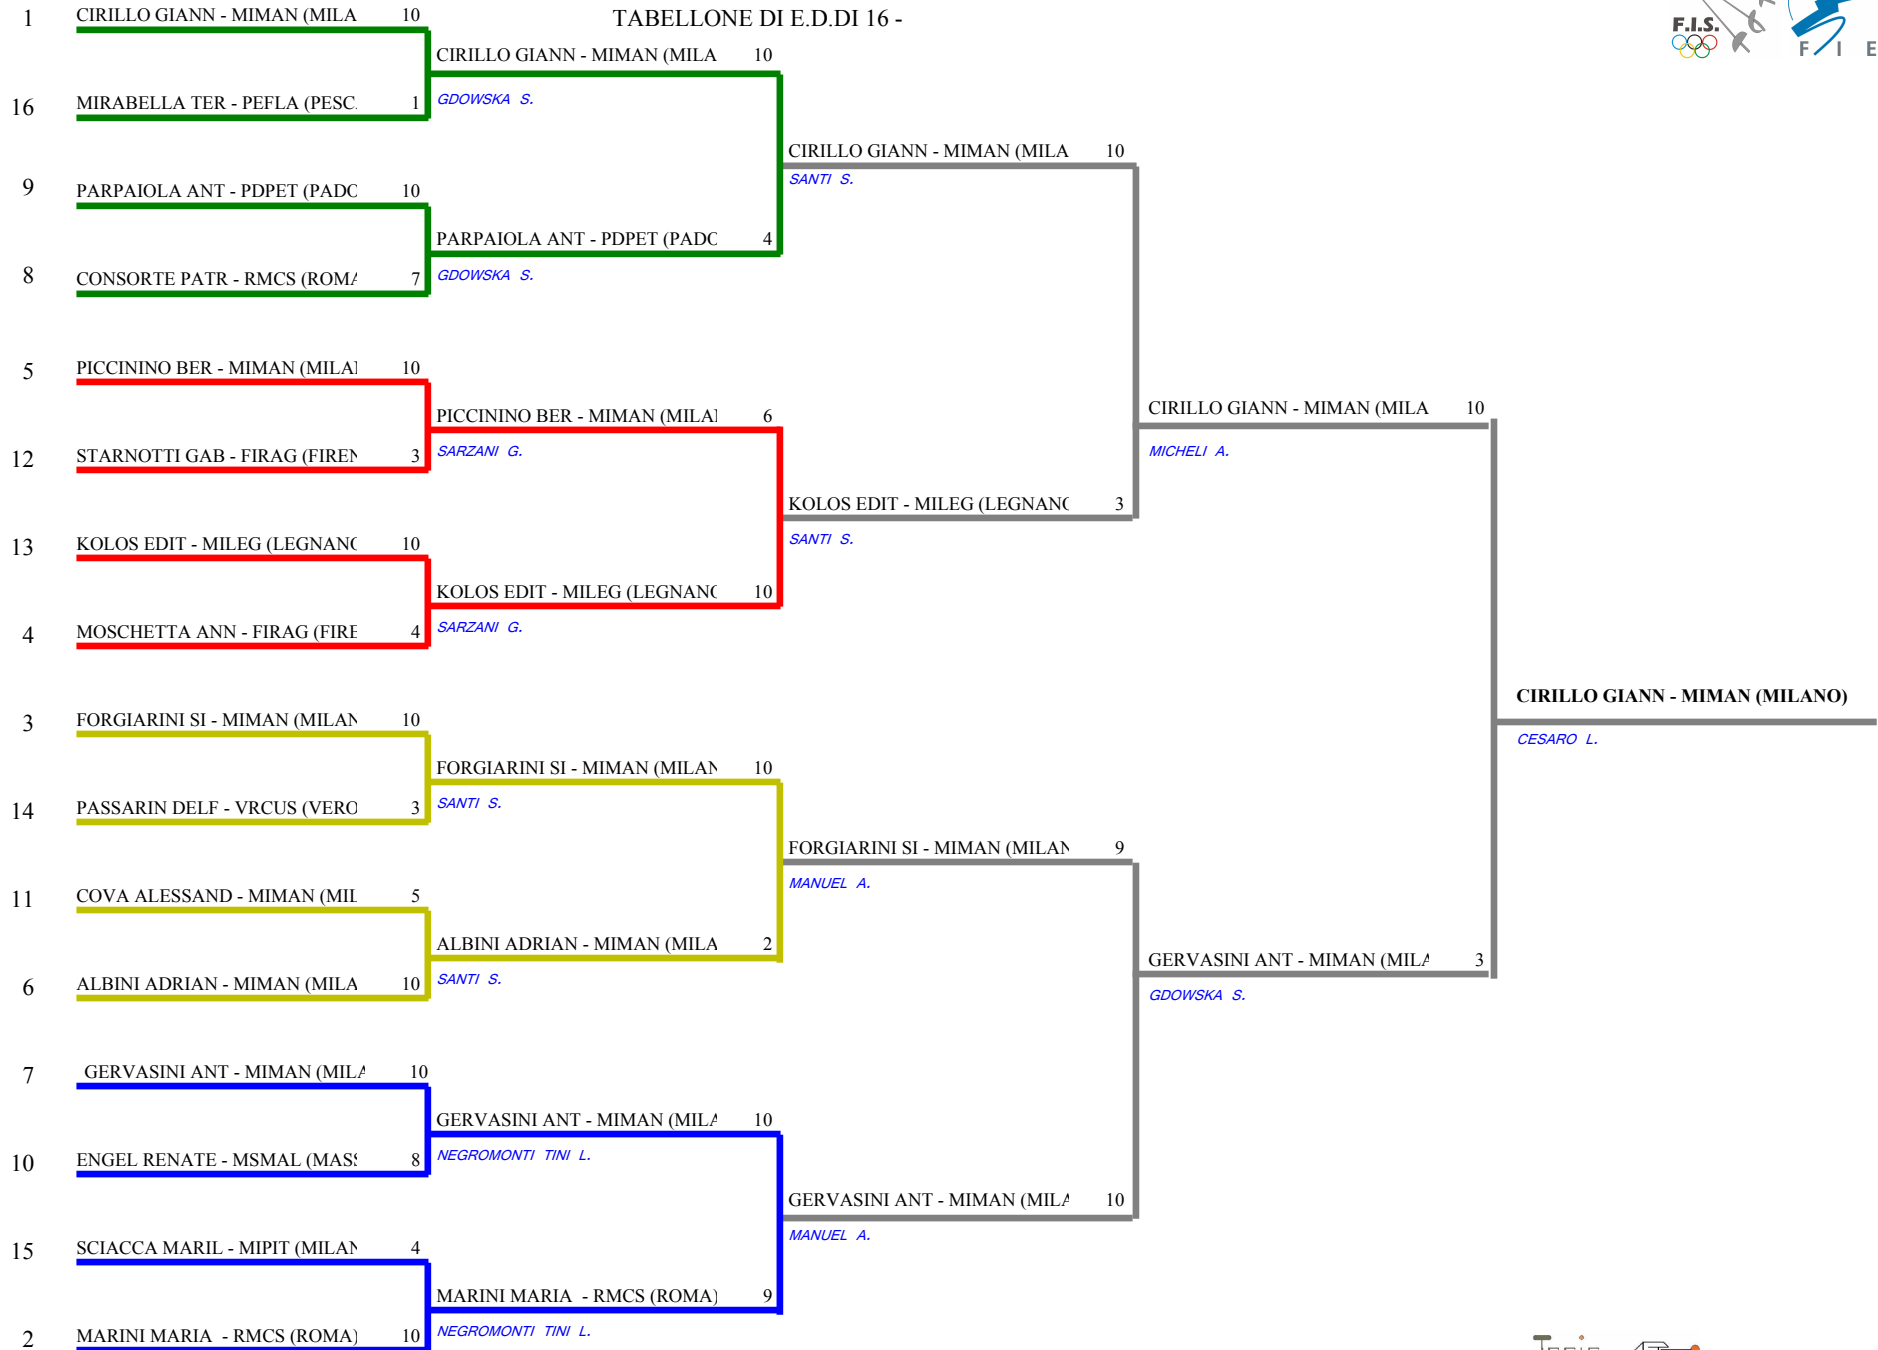 TABELLONE DI E.D.DI 16 -
F.I.S.
F I E
1 CIRILLO GIANN - MIMAN (MILA 10
CIRILLO GIANN - MIMAN (MILA 10
GDOWSKA S.
16 MIRABELLA TER - PEFLA (PESC. 1
CIRILLO GIANN - MIMAN (MILA 10
SANTI S.
9 PARPAIOLA ANT - PDPET (PADO 10
PARPAIOLA ANT - PDPET (PADO 4
GDOWSKA S.
8 CONSORTE PATR - RMCS (ROMA 7
5 PICCININO BER - MIMAN (MILAN 10
CIRILLO GIANN - MIMAN (MILA 10
MICHELI A.
PICCININO BER - MIMAN (MILAN 6
SARZANI G.
12 STARNOTTI GAB - FIRAG (FIREN 3
KOLOS EDIT - MILEG (LEGNANO 3
SANTI S.
13 KOLOS EDIT - MILEG (LEGNANO 10
KOLOS EDIT - MILEG (LEGNANO 10
SARZANI G.
4 MOSCHETTA ANN - FIRAG (FIRE 4
CIRILLO GIANN - MIMAN (MILANO)
CESARO L.
3 FORGIARINI SI - MIMAN (MILAN 10
FORGIARINI SI - MIMAN (MILAN 10
SANTI S.
14 PASSARIN DELF - VRCUS (VERO 3
FORGIARINI SI - MIMAN (MILAN 9
MANUEL A.
11 COVA ALESSAND - MIMAN (MIL 5
ALBINI ADRIAN - MIMAN (MILA 2
SANTI S.
6 ALBINI ADRIAN - MIMAN (MILA 10
GERVASINI ANT - MIMAN (MILA 3
GDOWSKA S.
7 GERVASINI ANT - MIMAN (MILA 10
GERVASINI ANT - MIMAN (MILA 10
NEGROMONTI TINI L.
10 ENGEL RENATE - MSMAL (MASS 8
GERVASINI ANT - MIMAN (MILA 10
MANUEL A.
15 SCIACCA MARIL - MIPIT (MILAN 4
MARINI MARIA - RMCS (ROMA) 9
NEGROMONTI TINI L.
2 MARINI MARIA - RMCS (ROMA) 10